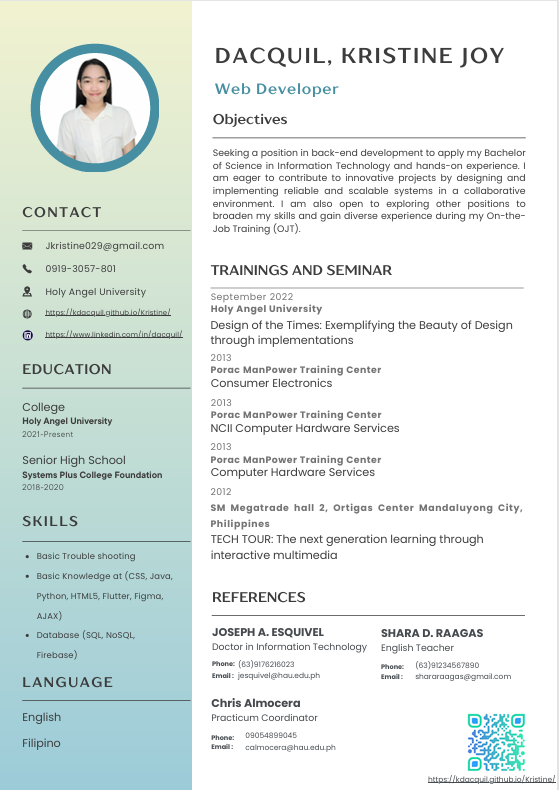 DACQUIL, KRISTINE JOY
Web Developer
Objectives
Seeking a position in back-end development to apply my Bachelor
of Science in Information Technology and hands-on experience. I
am eager to contribute to innovative projects by designing and
implementing reliable and scalable systems in a collaborative
environment. I am also open to exploring other positions to
broaden my skills and gain diverse experience during my On-the-
Job Training (OJT).
CONTACT
Jkristine029@gmail.com
0919-3057-801
Holy Angel University
https://kdacquil.github.io/Kristine/
https://www.linkedin.com/in/dacquil/
EDUCATION
College
Holy Angel University
2021-Present
Senior High School
Systems Plus College Foundation
2018-2020
SKILLS
• Basic Trouble shooting
• Basic Knowledge at (CSS, Java,
Python, HTML5, Flutter, Figma,
AJAX)
• Database (SQL, NoSQL,
Firebase)
LANGUAGE
English
Filipino
TRAININGS AND SEMINAR
September 2022
Holy Angel University
Design of the Times: Exemplifying the Beauty of Design
through implementations
2013
Porac ManPower Training Center
Consumer Electronics
2013
Porac ManPower Training Center
NCII Computer Hardware Services
2013
Porac ManPower Training Center
Computer Hardware Services
2012
SM Megatrade hall 2, Ortigas Center Mandaluyong City,
Philippines
TECH TOUR: The next generation learning through
interactive multimedia
REFERENCES
JOSEPH A. ESQUIVEL
Doctor in Information Technology
Phone: (63)9176216023
Email : jesquivel@hau.edu.ph
SHARA D. RAAGAS
English Teacher
Phone: (63)91234567890
Email : shararaagas@gmail.com
Chris Almocera
Practicum Coordinator
Phone: 09054899045
Email : calmocera@hau.edu.ph
https://kdacquil.github.io/Kristine/